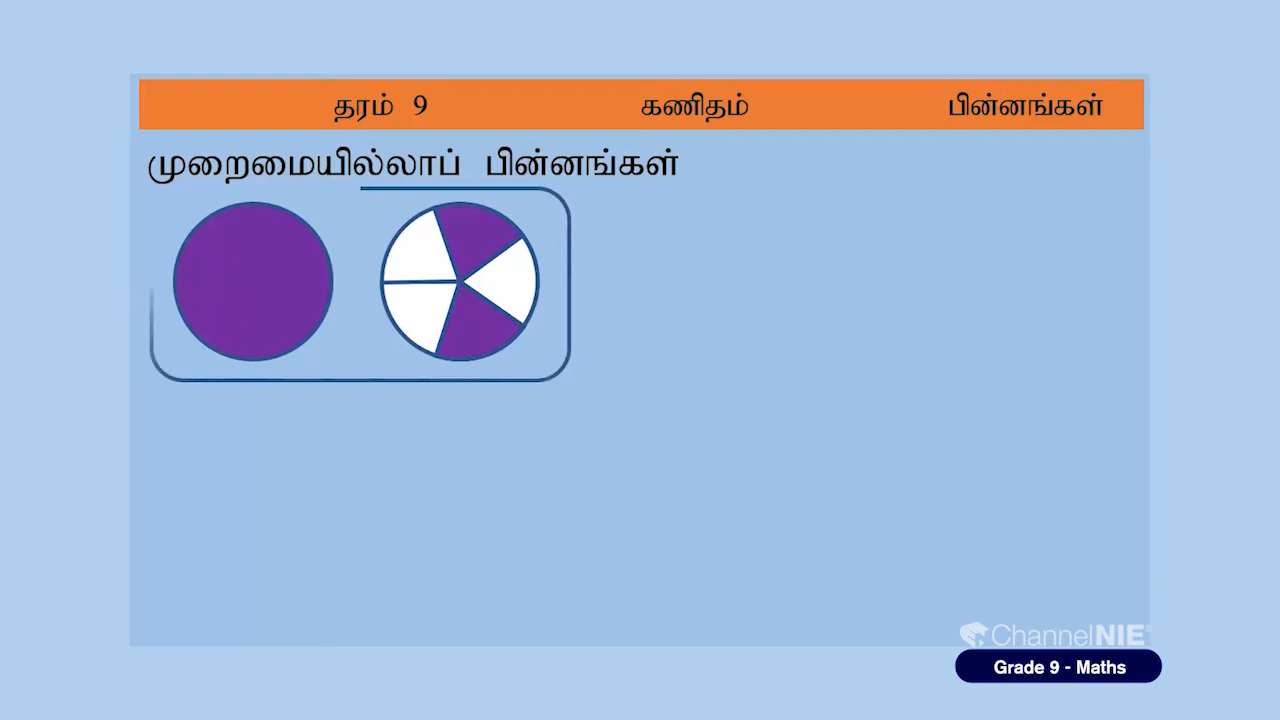 தரம் 9 கணிதம் பின்னங்கள்
முறைமையில்லாப் பின்னங்கள்
ChannelNIE®
Grade 9 - Maths